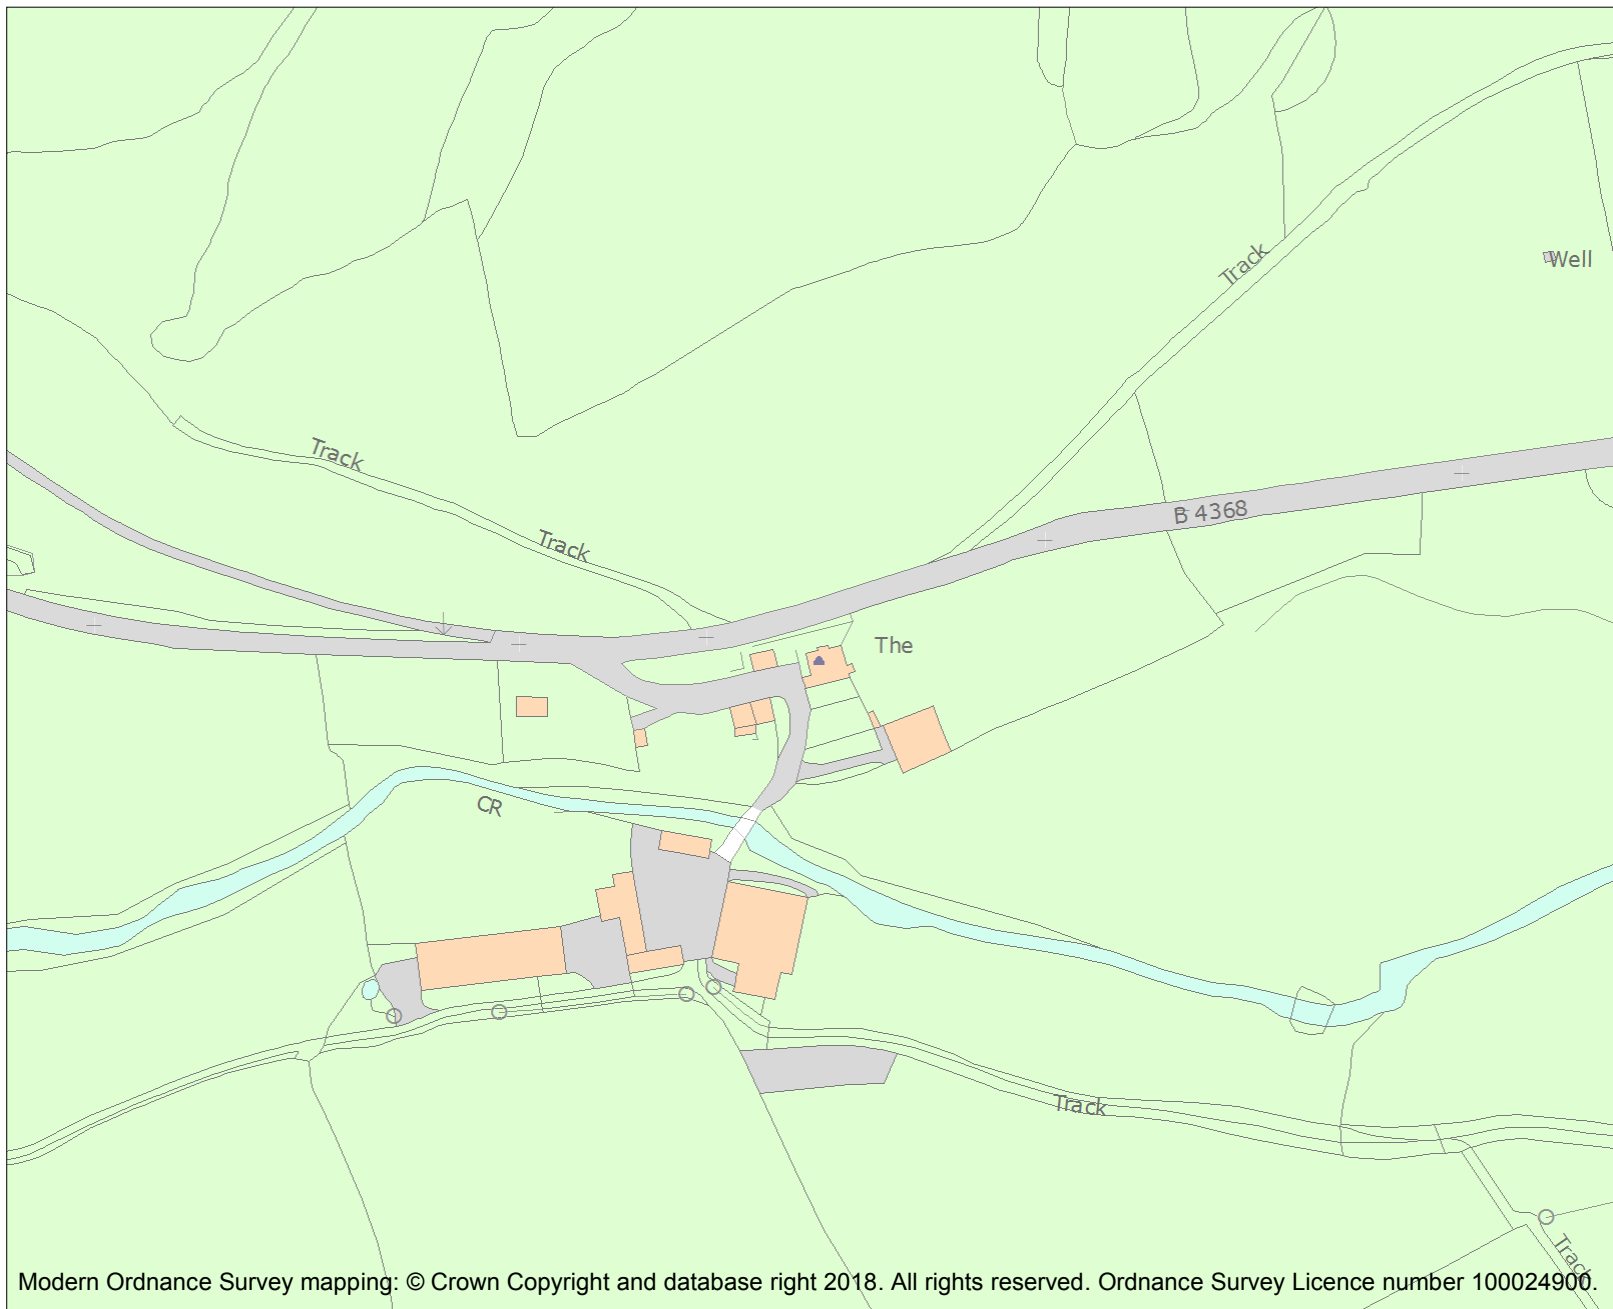 Track
Well
Track
B 4368
Track
The
CR
Track
Track
Modern Ordnance Survey mapping: © Crown Copyright and database right 2018. All rights reserved. Ordnance Survey Licence number 100024900.